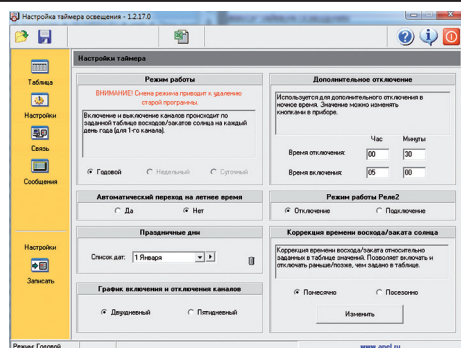 Настройка таймера освещения - 1.2.17.0
Таблица
Настройки
Связь
Сообщения
Настройки
Записать
Настройки таймера
Режим работы
ВНИМАНИЕ! Смена режима приводит к удалению
старой программы.
Включение и выключение каналов происходит по
заданной таблице восходов/закатов солнца на каждый
день года (для 1-го канала).
Годовой Недельный Суточный
Автоматический переход на летнее время
Да Нет
Праздничные дни
Список дат: 1 Января
График включения и отключения каналов
Двухдневный Пятидневный
Дополнительное отключение
Используется для дополнительного отключения в
ночное время. Значение можно изменять
кнопками в приборе.
Час Минуты
Время отключения: 00 30
Время включения: 05 00
Режим работы Реле2
Отключение Подключение
Коррекция времени восхода/заката солнца
Коррекция времени восхода/заката относительно
заданных в таблице значений. Позволяет включать и
отключать раньше/позже, чем задано в таблице.
Помесячно Посезонно
Изменить
Режим: Годовой